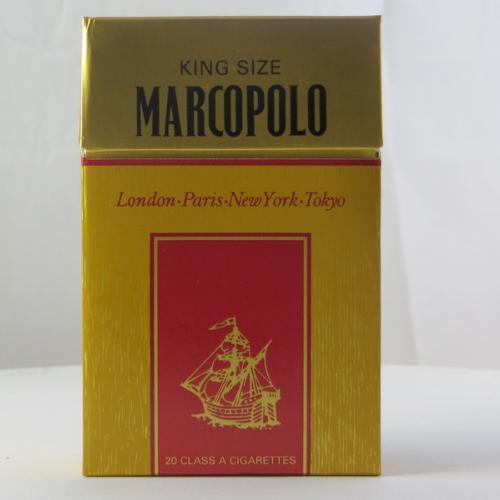 KING SIZE
MARCOPOLO
London·Paris·NewYork·Tokyo
20 CLASS A CIGARETTES